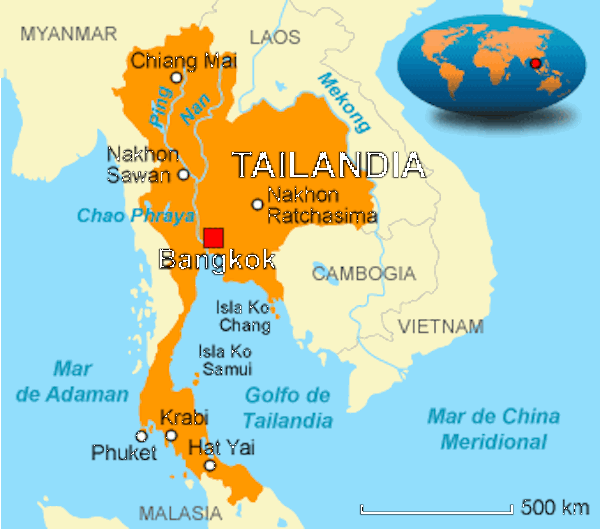 MYANMAR
LAOS
Chiang Mai
Ping
Nan
Mekong
Nakhon
Sawan
TAILANDIA
Nakhon
Ratchasima
Chao Phraya
Bangkok
CAMBOGIA
Isla Ko
Chang
VIETNAM
Isla Ko
Samui
Mar
de Adaman
Golfo de
Tailandia
Mar de China
Meridional
Krabi
Phuket
Hat Yai
MALASIA
500 km